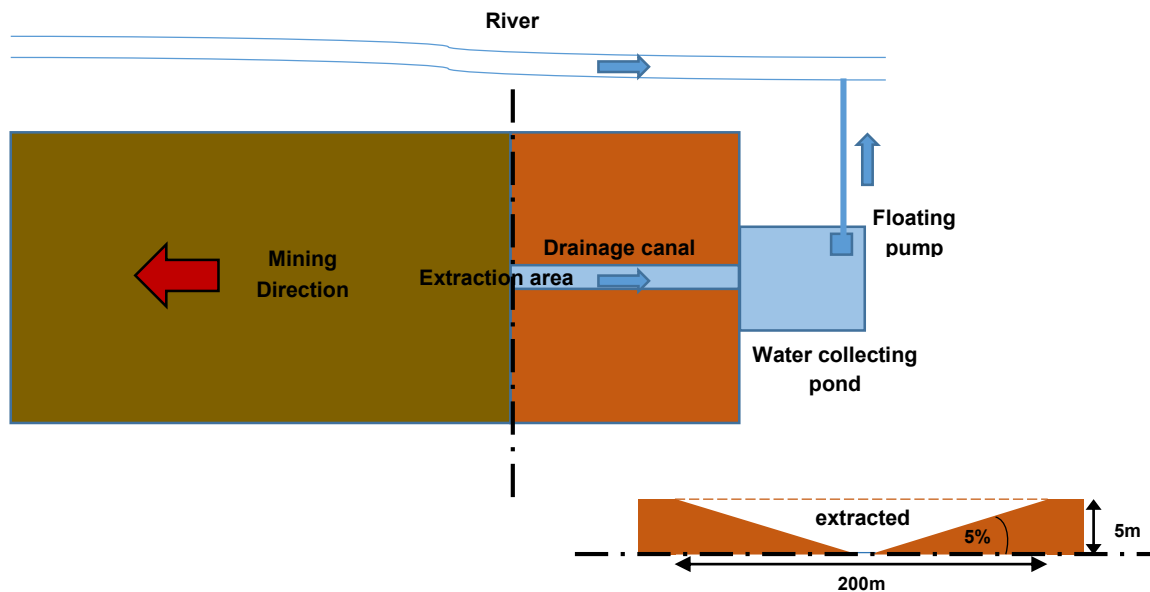 River
Floating
pump
Drainage canal
Mining
Direction
Extraction area
Water collecting
pond
extracted
5%
5m
200m